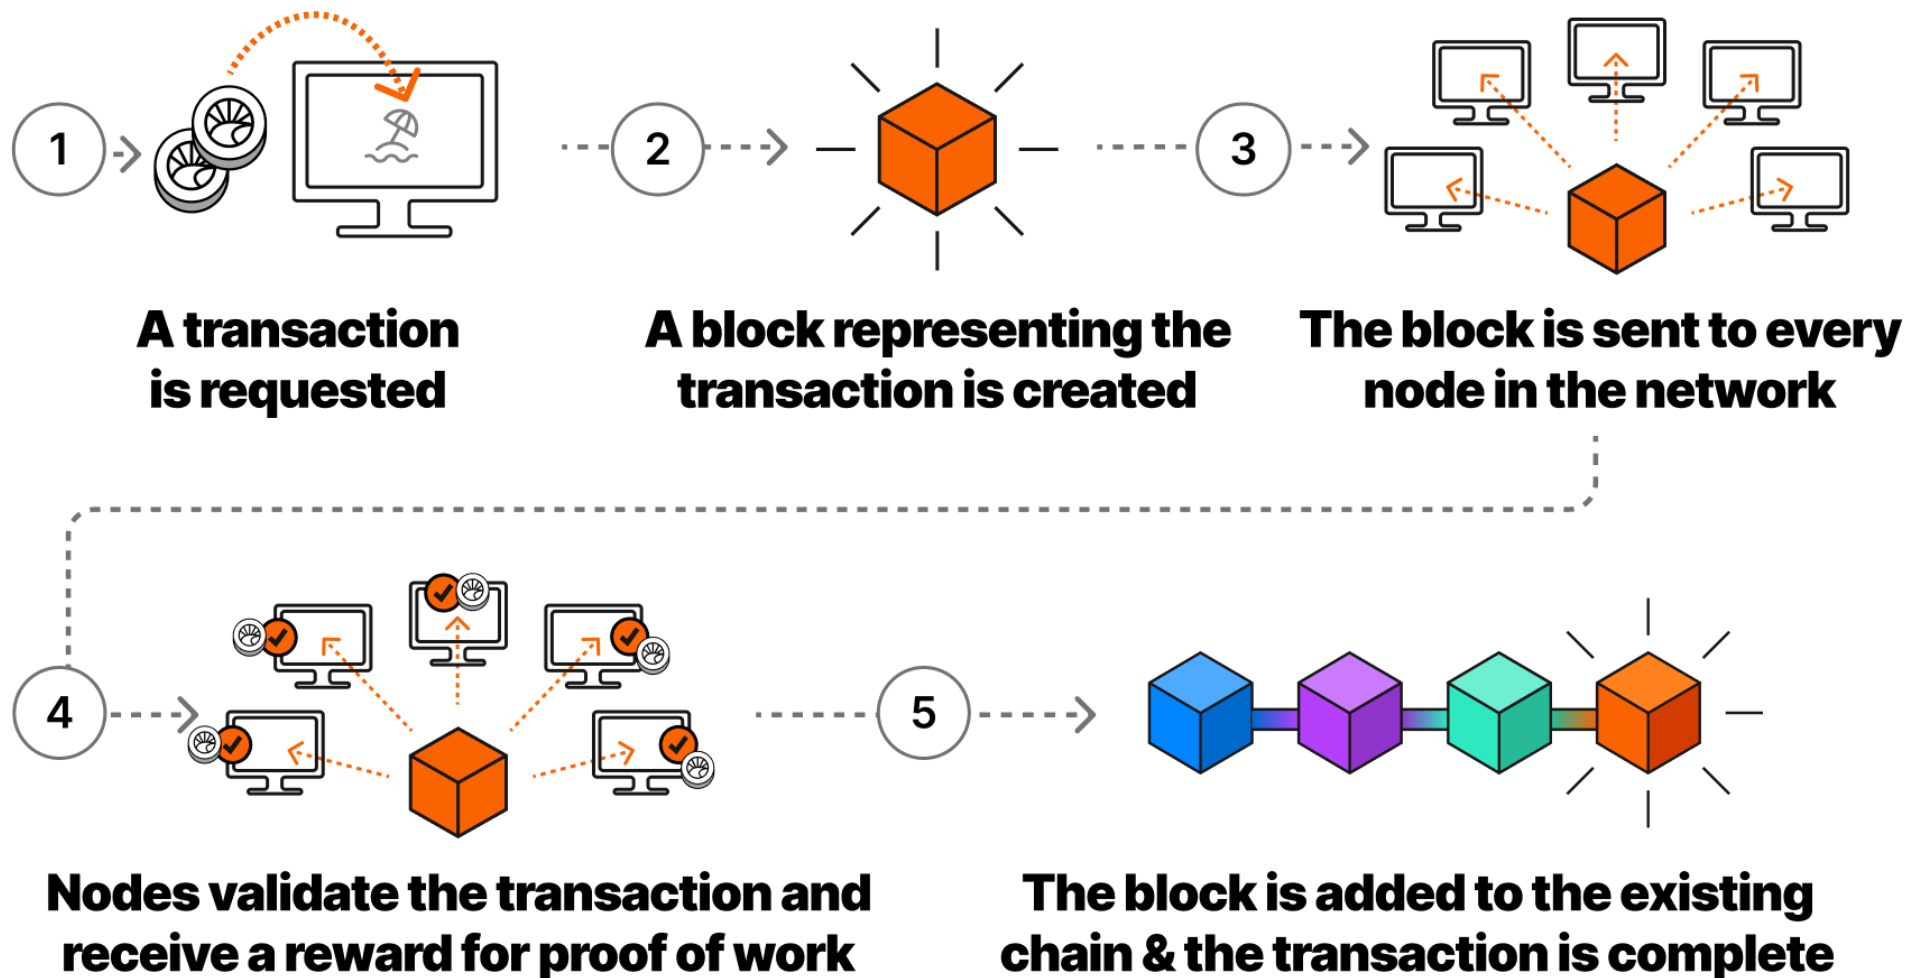 1
A transaction
is requested
2
A block representing the
transaction is created
3
The block is sent to every
node in the network
4
Nodes validate the transaction and
receive a reward for proof of work
5
The block is added to the existing
chain & the transaction is complete